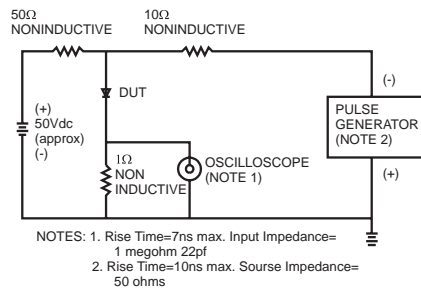 50Ω
NONINDUCTIVE
10Ω
NONINDUCTIVE
DUT
(+)
50Vdc
(approx)
(-)
(-)
PULSE
GENERATOR
(NOTE 2)
(+)
1Ω
NON
INDUCTIVE
OSCILLOSCOPE
(NOTE 1)
NOTES: 1. Rise Time=7ns max. Input Impedance=
1 megohm 22pf
2. Rise Time=10ns max. Sourse Impedance=
50 ohms